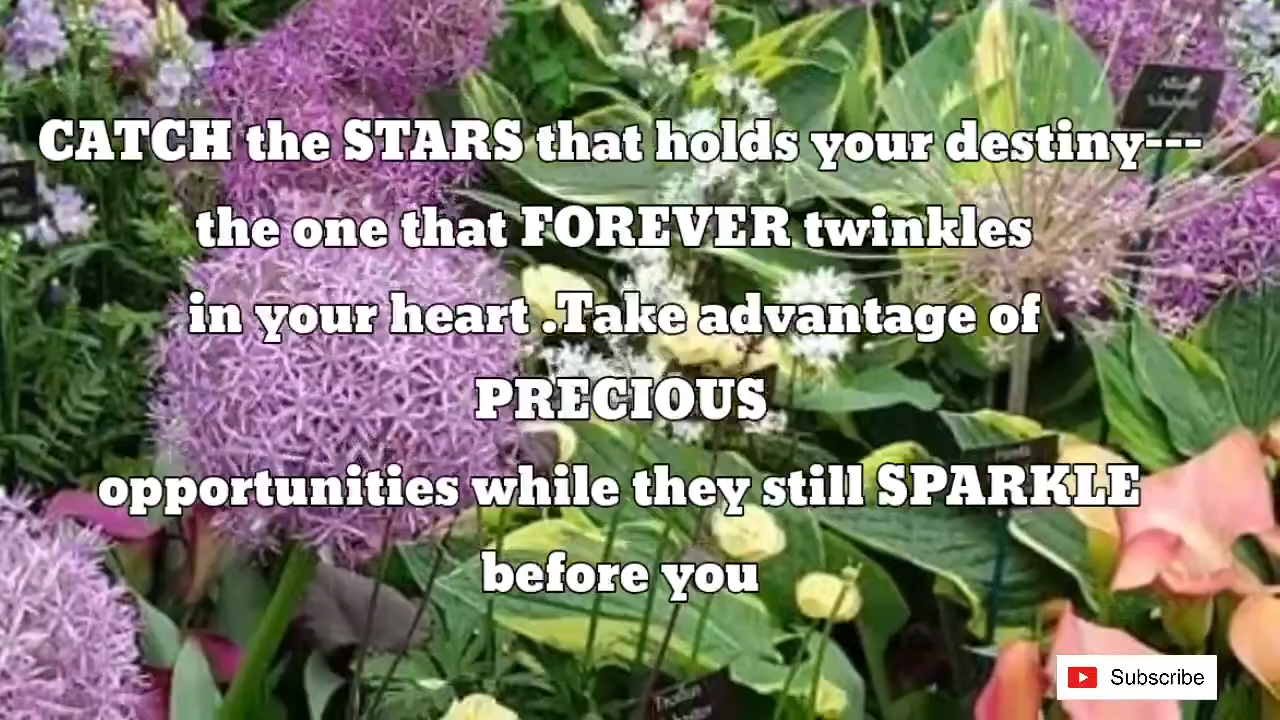 CATCH the STARS that holds your destiny---
the one that FOREVER twinkles
in your heart .Take advantage of
PRECIOUS
opportunities while they still SPARKLE
before you
Subscribe